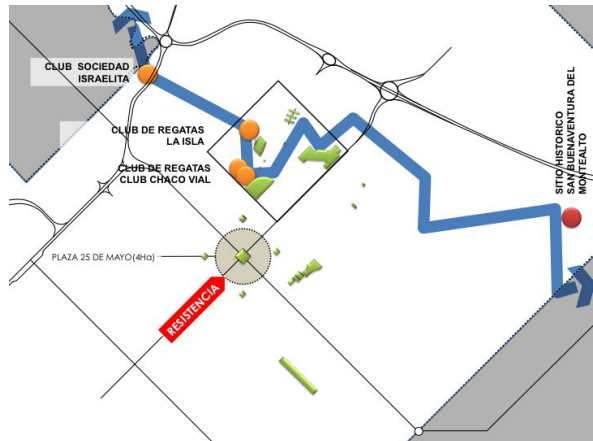 CLUB SOCIEDAD
ISRAELITA
CLUB DE REGATAS
LA ISLA
CLUB DE REGATAS
CLUB CHACO VIAL
SITIO HISTORICO
SAN BUENAVENTURA DEL
MONTEALTO
PLAZA 25 DE MAYO(4Ha)
RESISTENCIA